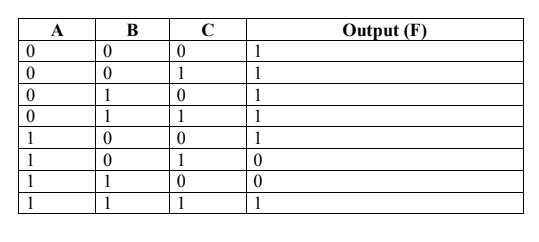 A B C Output (F)
0 0 0 1
0 0 1 1
0 1 0 1
0 1 1 1
1 0 0 1
1 0 1 0
1 1 0 0
1 1 1 1